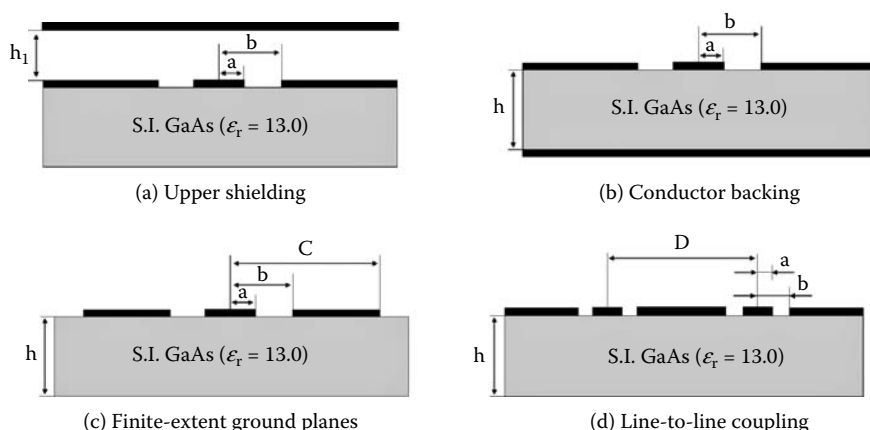 h₁
b
a
S.I. GaAs (εr = 13.0)
(a) Upper shielding
b
a
h
S.I. GaAs (εr = 13.0)
(b) Conductor backing
C
b
a
h
S.I. GaAs (εr = 13.0)
(c) Finite-extent ground planes
D
a
b
h
S.I. GaAs (εr = 13.0)
(d) Line-to-line coupling